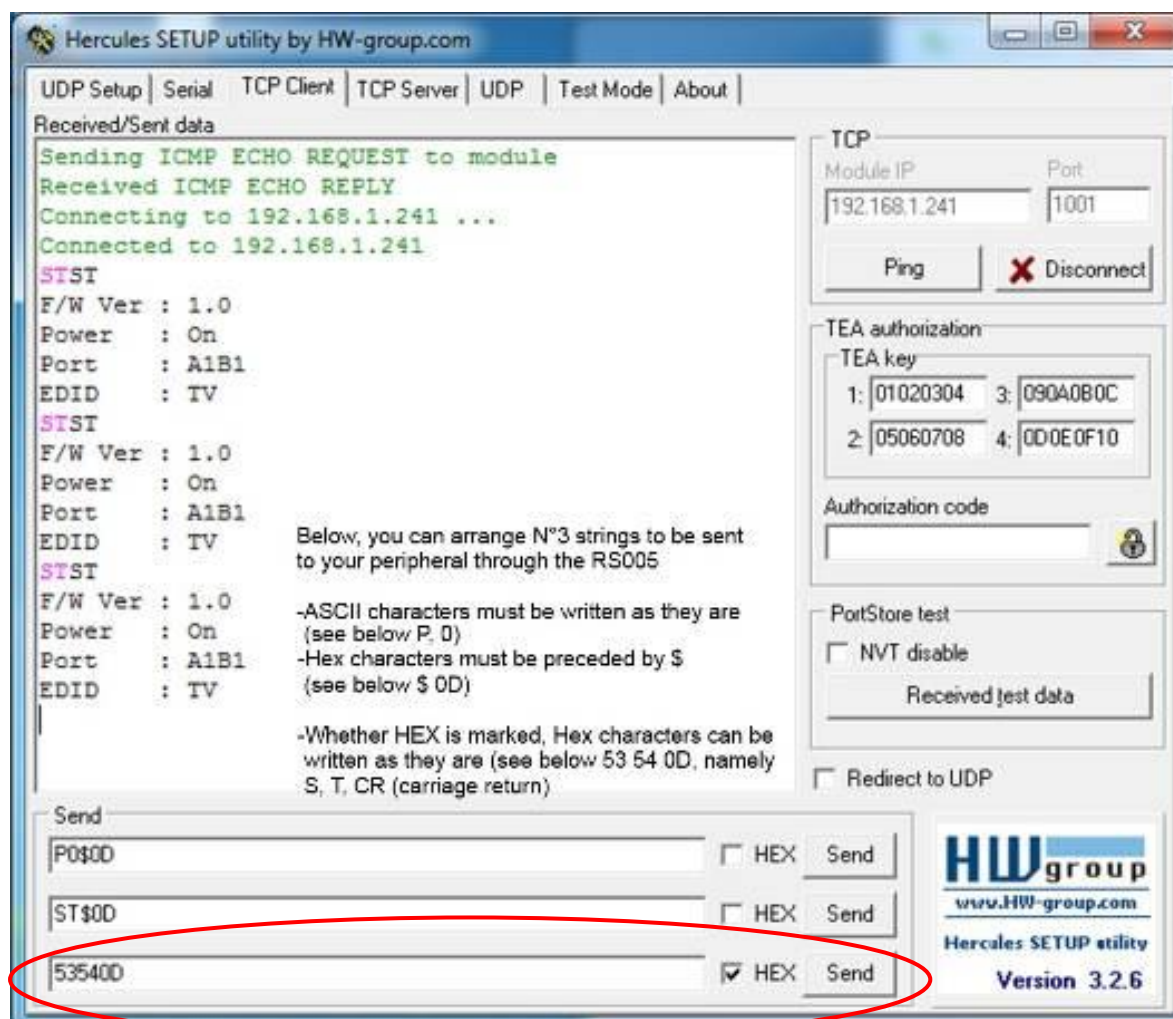 Hercules SETUP utility by HW-group.com
UDP Setup Serial TCP Client TCP Server UDP Test Mode About
Received/Sent data
Sending ICMP ECHO REQUEST to module
Received ICMP ECHO REPLY
Connecting to 192.168.1.241 ...
Connected to 192.168.1.241
STST
F/W Ver : 1.0
Power : On
Port : A1B1
EDID : TV
STST
F/W Ver : 1.0
Power : On
Port : A1B1
EDID : TV
STST
F/W Ver : 1.0
Power : On
Port : A1B1
EDID : TV
Below, you can arrange N°3 strings to be sent
to your peripheral through the RS005
-ASCII characters must be written as they are
(see below P, 0)
-Hex characters must be preceded by $
(see below $ 0D)
-Whether HEX is marked, Hex characters can be
written as they are (see below 53 54 0D, namely
S, T, CR (carriage return)
TCP
Module IP Port
192.168.1.241 1001
Ping Disconnect
TEA authorization
TEA key
1: 01020304 3: 090A0B0C
2: 05060708 4: 0D0E0F10
Authorization code
PortStore test
NVT disable
Received test data
Redirect to UDP
Send
P0$0D HEX Send
ST$0D HEX Send
53540D HEX Send
HWgroup
www.HW-group.com
Hercules SETUP utility
Version 3.2.6